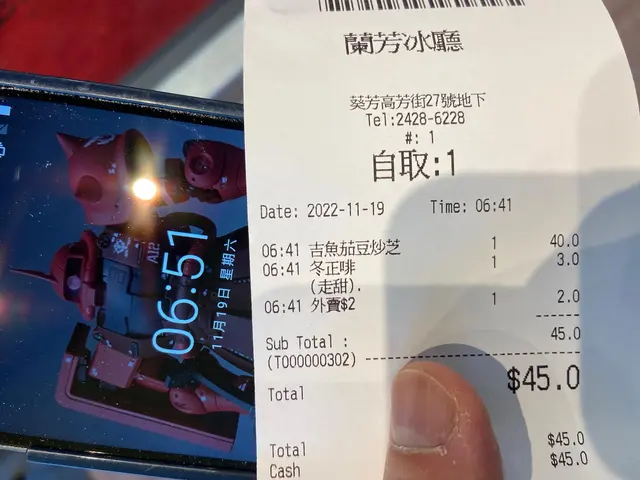 蘭芳冰廳
葵芳高芳街27號地下
Tel:2428-6228
#: 1
自取:1
Date: 2022-11-19 Time: 06:41
06:41 吉魚茄豆炒芝 1 40.0
06:41 冬正啡 1 3.0
(走甜).
06:41 外賣$2 1 2.0
Sub Total : 45.0
(T000000302)
Total $45.0
Total $45.0
Cash $45.0
A12
06:51
11月19日 星期六